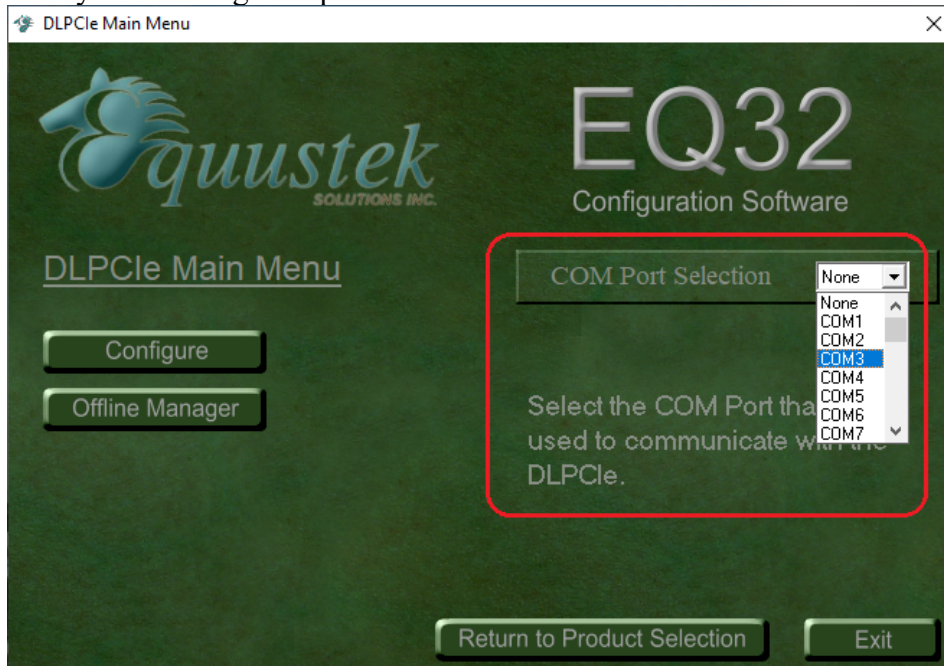 DLPCIe Main Menu
Equustek
SOLUTIONS INC.
EQ32
Configuration Software
DLPCIe Main Menu
COM Port Selection
None
None
COM1
COM2
COM3
COM4
COM5
COM6
COM7
Configure
Offline Manager
Select the COM Port
used to communicate with the
DLPCIe.
Return to Product Selection
Exit